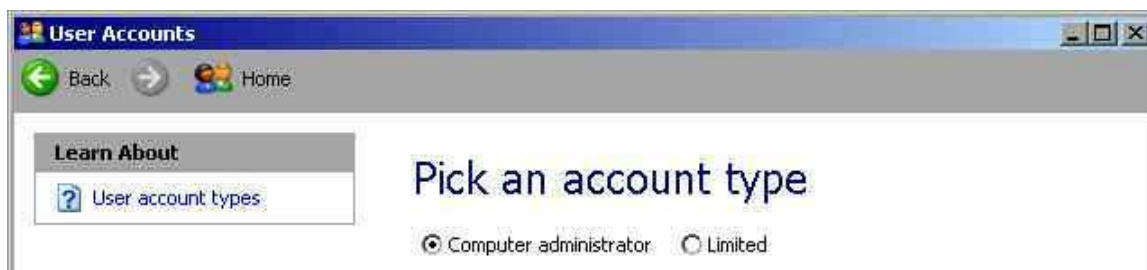 User Accounts
Back Home
Learn About
User account types
Pick an account type
Computer administrator Limited